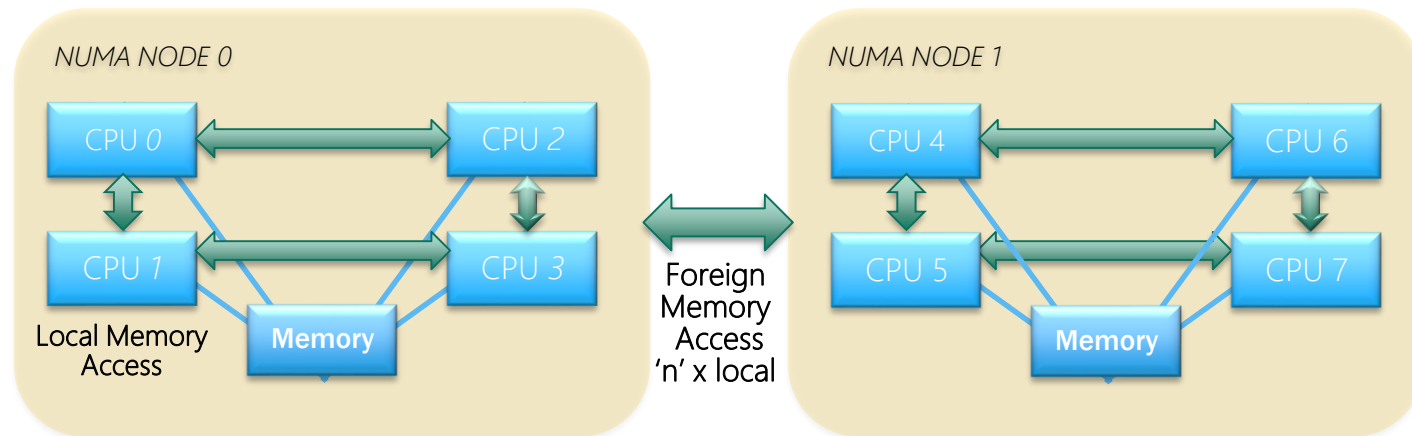 NUMA NODE 0
CPU 0
CPU 2
CPU 1
CPU 3
Local Memory
Access
Memory
Foreign
Memory
Access
‘n’ x local
NUMA NODE 1
CPU 4
CPU 6
CPU 5
CPU 7
Memory